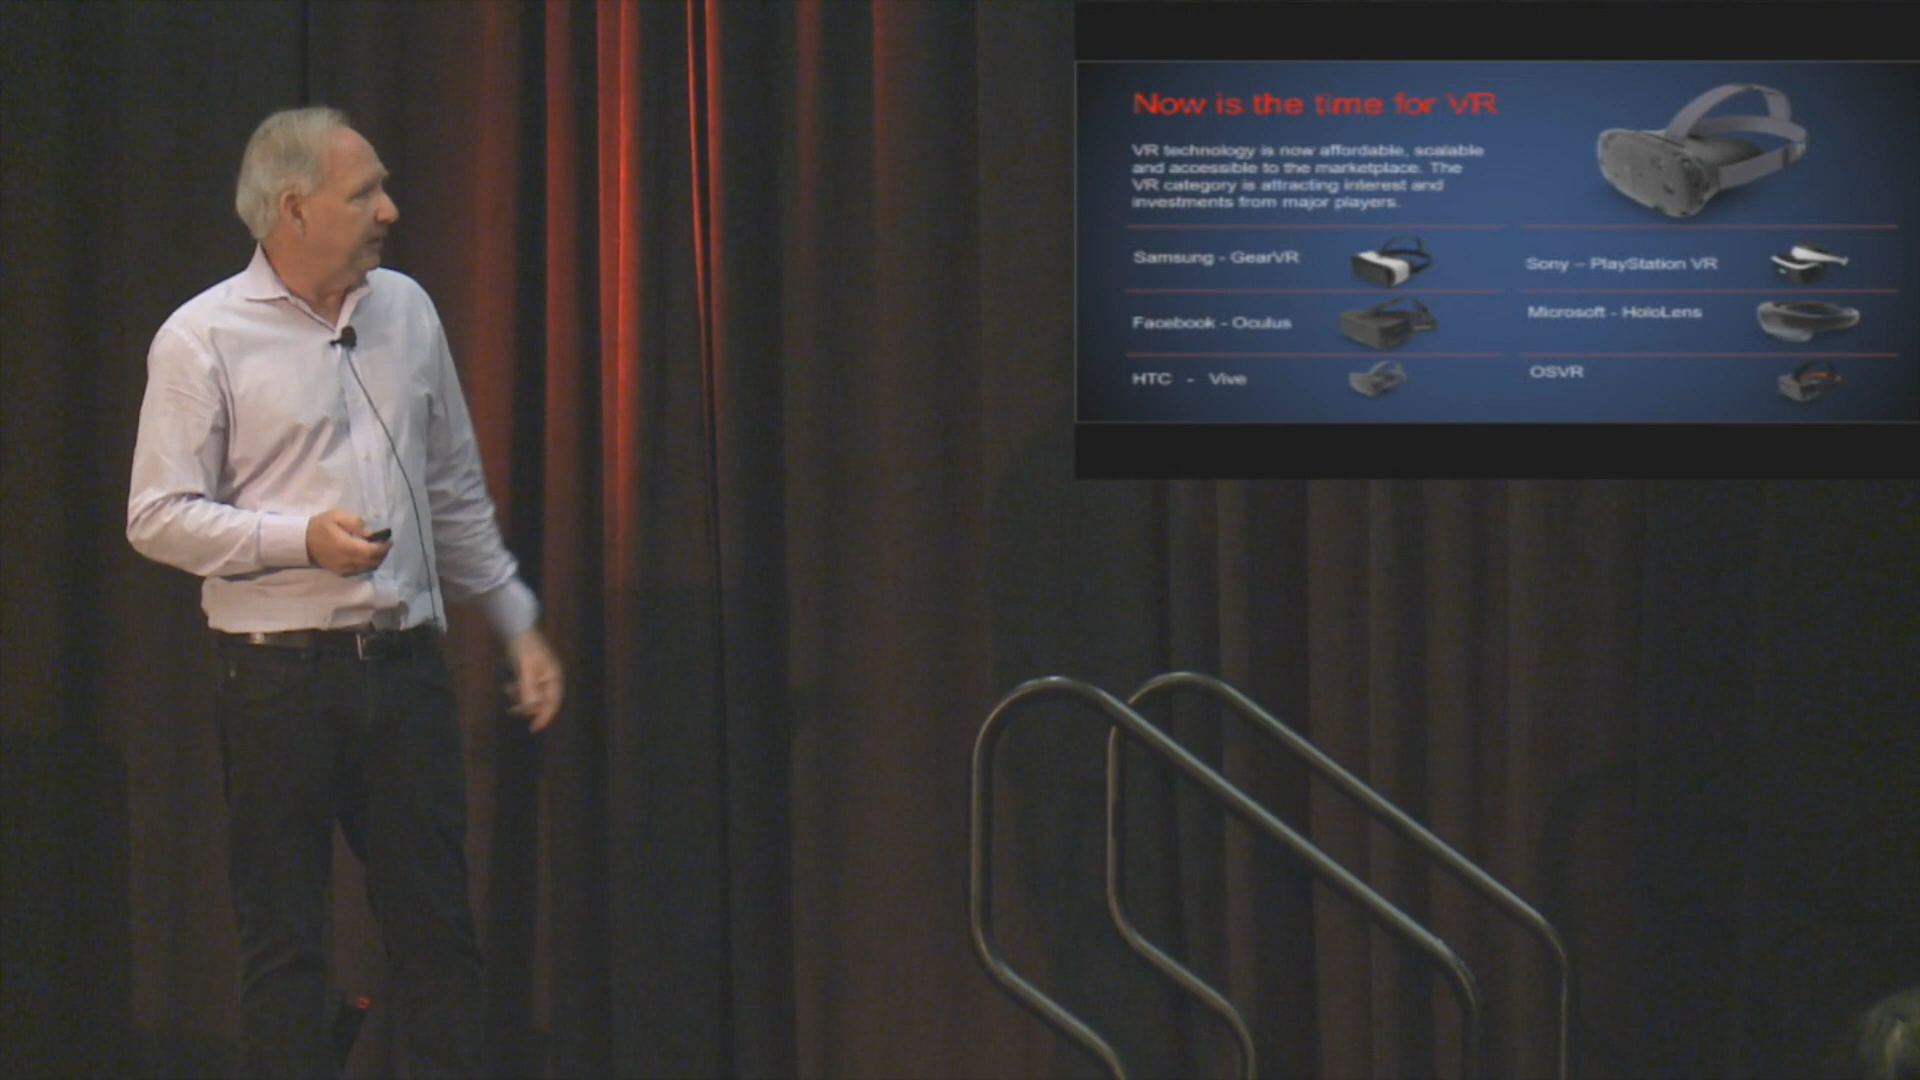 Now is the time for VR
VR technology is now affordable, scalable
and accessible to the marketplace. The
VR category is attracting interest and
investments from major players.
Samsung - GearVR
Sony – PlayStation VR
Facebook - Oculus
Microsoft - HoloLens
HTC - Vive
OSVR